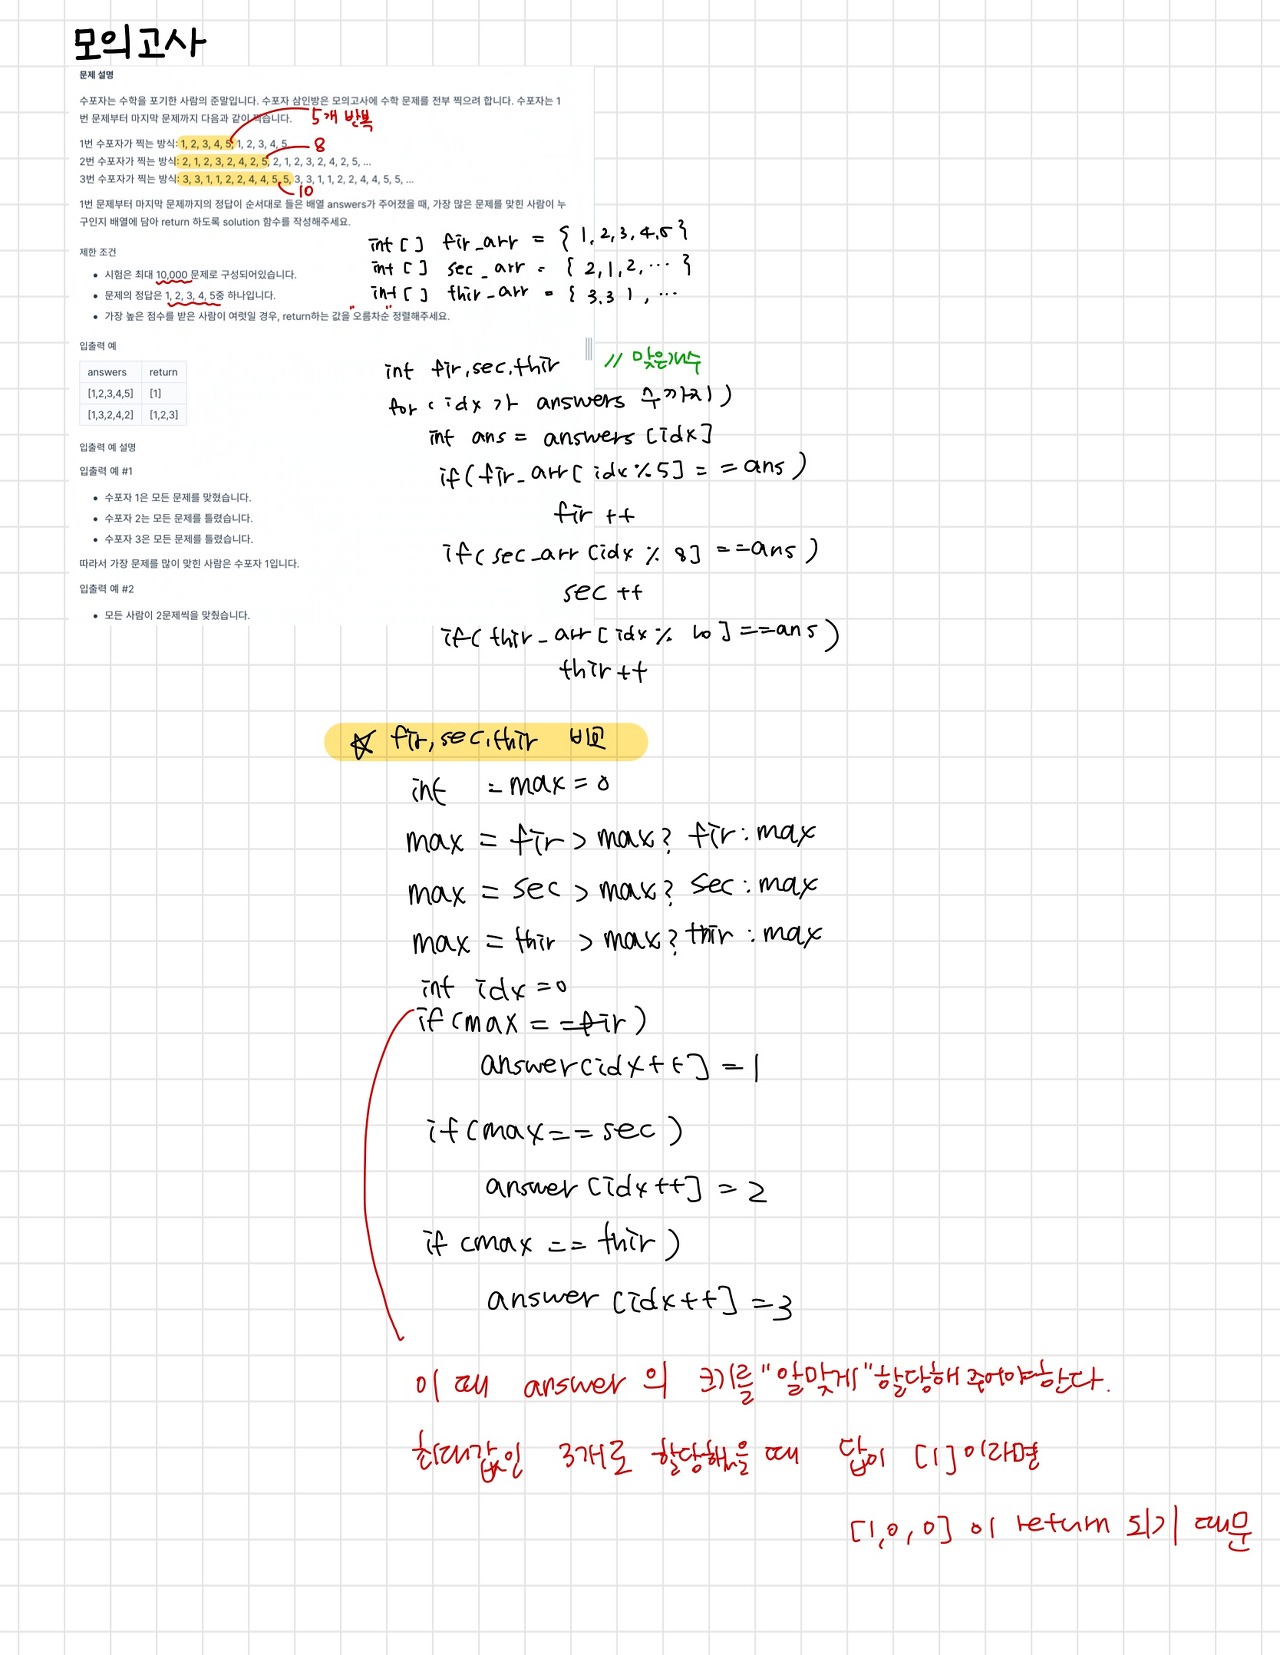 모의고사
문제 설명
수포자는 수학을 포기한 사람의 준말입니다. 수포자 삼인방은 모의고사에 수학 문제를 전부 찍으려 합니다. 수포자는 1
번 문제부터 마지막 문제까지 다음과 같이 찍습니다.
5개 반복
1번 수포자가 찍는 방식: 1, 2, 3, 4, 5, 1, 2, 3, 4, 5
8
2번 수포자가 찍는 방식: 2, 1, 2, 3, 2, 4, 2, 5, 2, 1, 2, 3, 2, 4, 2, 5, ...
3번 수포자가 찍는 방식: 3, 3, 1, 1, 2, 2, 4, 4, 5, 5, 3, 3, 1, 1, 2, 2, 4, 4, 5, 5, ...
10
1번 문제부터 마지막 문제까지의 정답이 순서대로 들은 배열 answers가 주어졌을 때, 가장 많은 문제를 맞힌 사람이 누
구인지 배열에 담아 return 하도록 solution 함수를 작성해주세요.
int [] fir_arr = { 1, 2, 3, 4, 5 }
제한 조건
int [] sec_arr = { 2, 1, 2, ... }
시험은 최대 10,000 문제로 구성되어있습니다.
int [] thir_arr = { 3. 3 1 , ...
문제의 정답은 1, 2, 3, 4, 5중 하나입니다.
가장 높은 점수를 받은 사람이 여럿일 경우, return하는 값을 "오름차순" 정렬해주세요.
입출력 예
answers return
[1,2,3,4,5] [1]
[1,3,2,4,2] [1,2,3]
입출력 예 설명
입출력 예 #1
수포자 1은 모든 문제를 맞혔습니다.
수포자 2는 모든 문제를 틀렸습니다.
수포자 3은 모든 문제를 틀렸습니다.
따라서 가장 문제를 많이 맞힌 사람은 수포자 1입니다.
입출력 예 #2
모든 사람이 2문제씩을 맞췄습니다.
int fir, sec, thir // 맞은개수
for ( idx 가 answers 수까지 )
int ans = answers [idx]
if ( fir_arr [ idx % 5 ] == ans )
fir ++
if ( sec_arr [idx % 8] == ans )
sec ++
if ( thir_arr [ idx % 10 ] == ans )
thir ++
☆ fir, sec, thir 비교
int = max = 0
max = fir > max ? fir : max
max = sec > max ? sec : max
max = thir > max ? thir : max
int idx = 0
if (max == fir )
answer [idx++] = 1
if (max == sec )
answer [idx++] = 2
if (max == thir )
answer [idx++] = 3
이 때 answer 의 크기를 "알맞게" 할당해 주어야한다.
최대값인 3개로 할당했을 때 답이 [1] 이라면
[1, 0, 0] 이 return 되기 때문